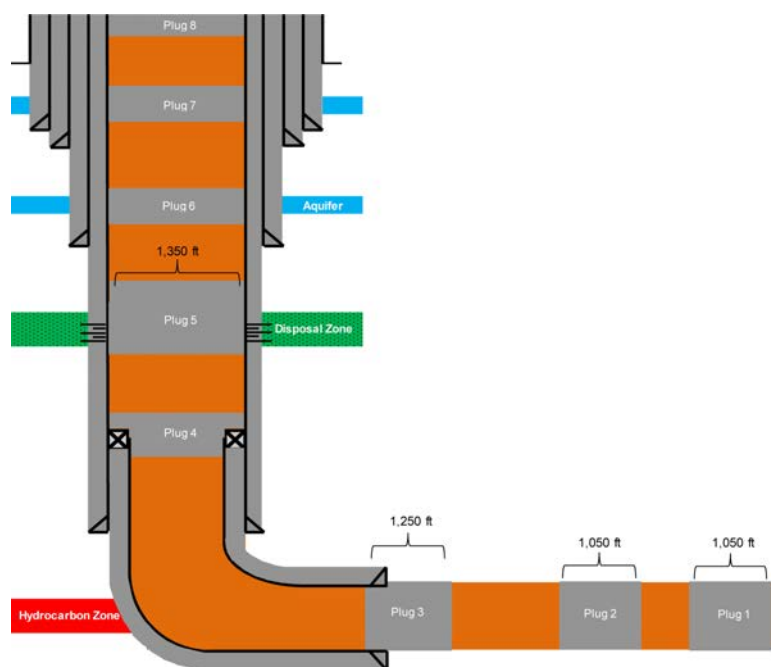 Plug 8
Plug 7
Plug 6
Aquifer
1,350 ft
Plug 5
Disposal Zone
Plug 4
1,250 ft
1,050 ft
1,050 ft
Plug 3
Plug 2
Plug 1
Hydrocarbon Zone